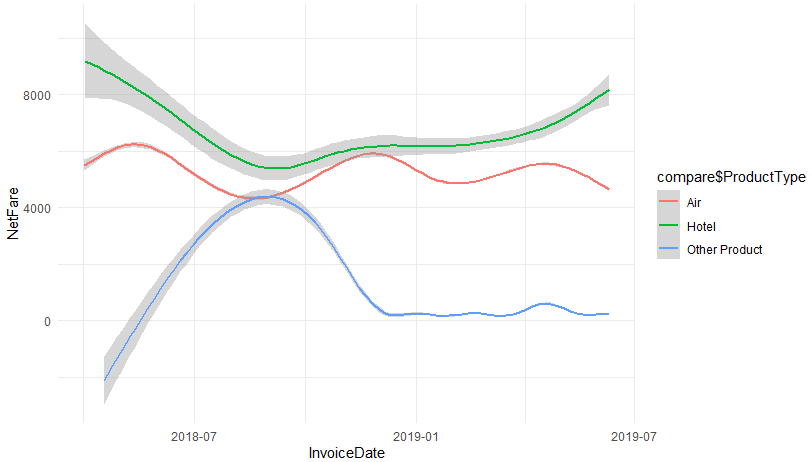 8000
4000
0
NetFare
2018-07
2019-01
2019-07
InvoiceDate
compare$ProductType
Air
Hotel
Other Product